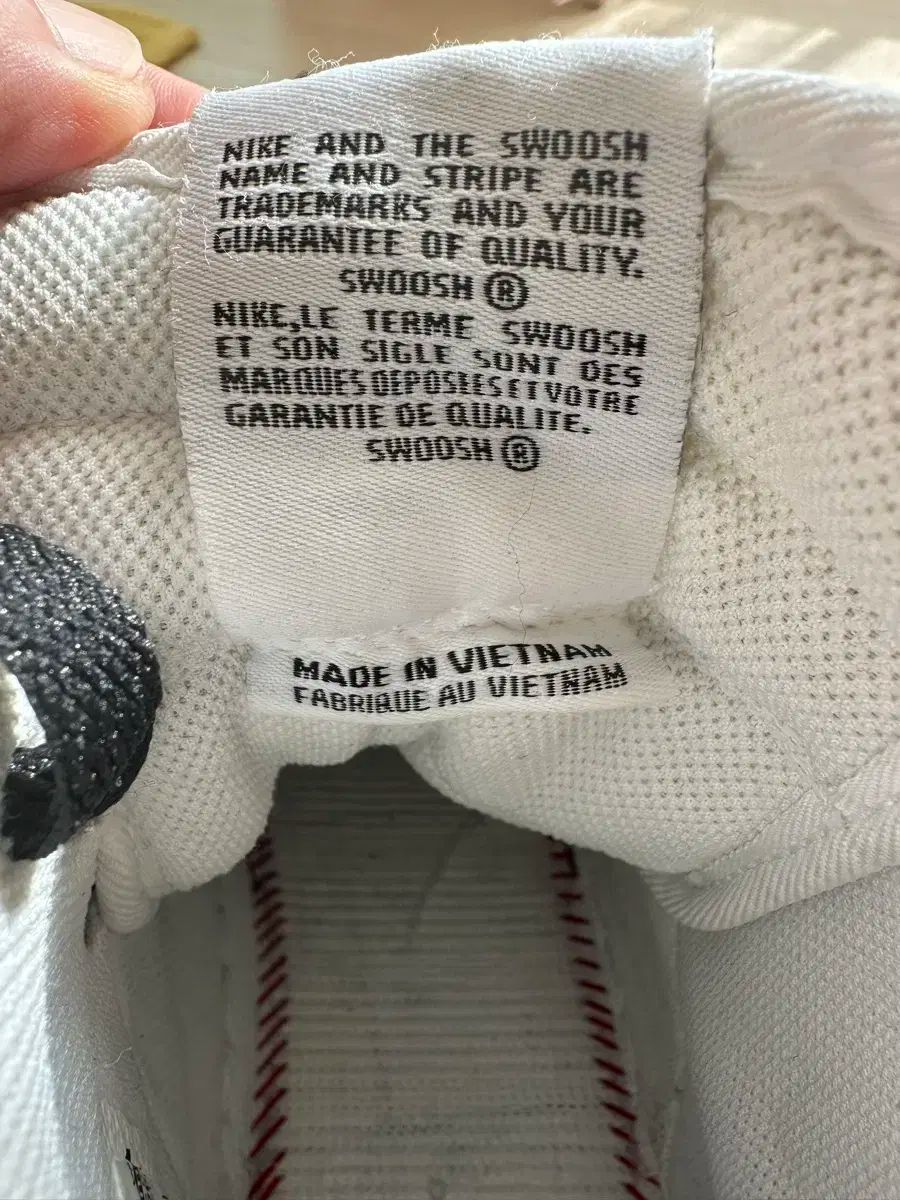 NIKE AND THE SWOOSH
NAME AND STRIPE ARE
TRADEMARKS AND YOUR
GUARANTEE OF QUALITY.
SWOOSH ®
NIKE,LE TERME SWOOSH
ET SON SIGLE SONT DES
MARQUES DEPOSEES ET VOTRE
GARANTIE DE QUALITE.
SWOOSH ®
MADE IN VIETNAM
FABRIQUE AU VIETNAM